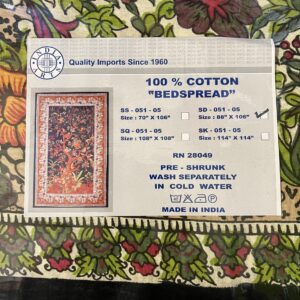 INDIA
ARTS
Quality Imports Since 1960
100 % COTTON
"BEDSPREAD"
SS - 051 - 05
Size : 70" X 106"
SD - 051 - 05
Size : 88" X 106"
SQ - 051 - 05
Size : 106" X 106"
SK - 051 - 05
Size : 114" X 114"
RN 28049
PRE - SHRUNK
WASH SEPARATELY
IN COLD WATER
MADE IN INDIA